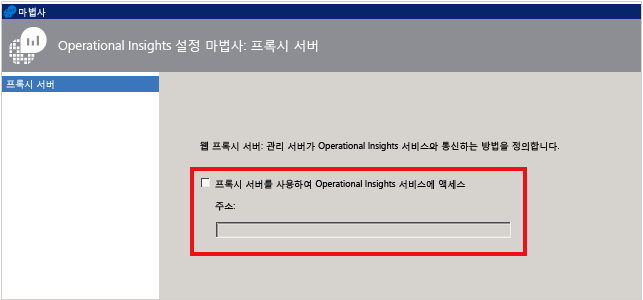 마법사
Operational Insights 설정 마법사: 프록시 서버
프록시 서버
웹 프록시 서버: 관리 서버가 Operational Insights 서비스와 통신하는 방법을 정의합니다.
프록시 서버를 사용하여 Operational Insights 서비스에 액세스
주소: